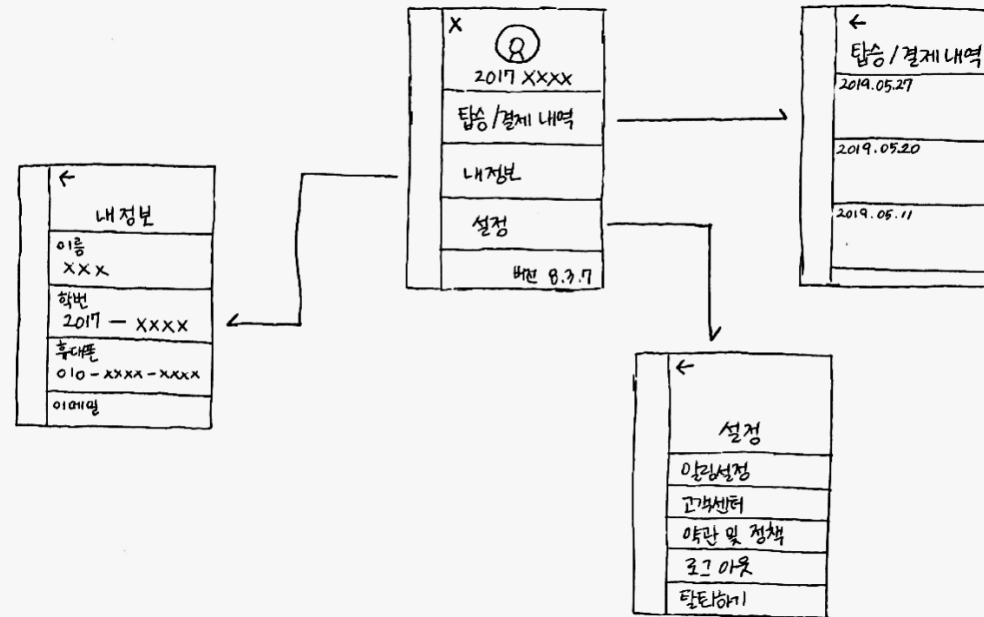 X
2017 XXXX
탑승/결제 내역
내정보
설정
버전 8.3.7
←
탑승/결제 내역
2019.05.27
2019.05.20
2019.05.11
←
내정보
이름
XXX
학번
2017 - XXXX
휴대폰
010-XXXX-XXXX
이메일
←
설정
알림설정
고객센터
약관 및 정책
로그아웃
탈퇴하기